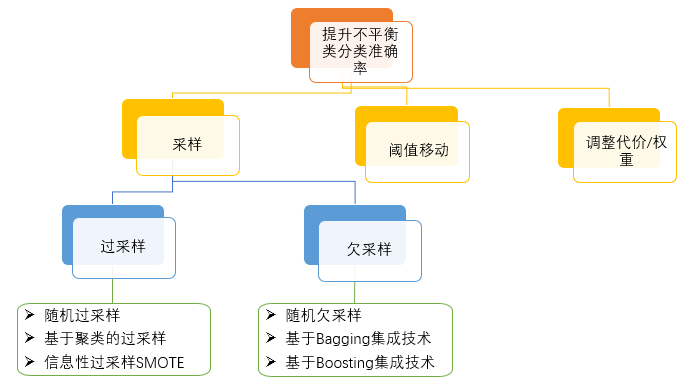 提升不平衡
类分类准确
率
采样
阈值移动
调整代价/权
重
过采样
欠采样
随机过采样
基于聚类的过采样
信息性过采样SMOTE
随机欠采样
基于Bagging集成技术
基于Boosting集成技术